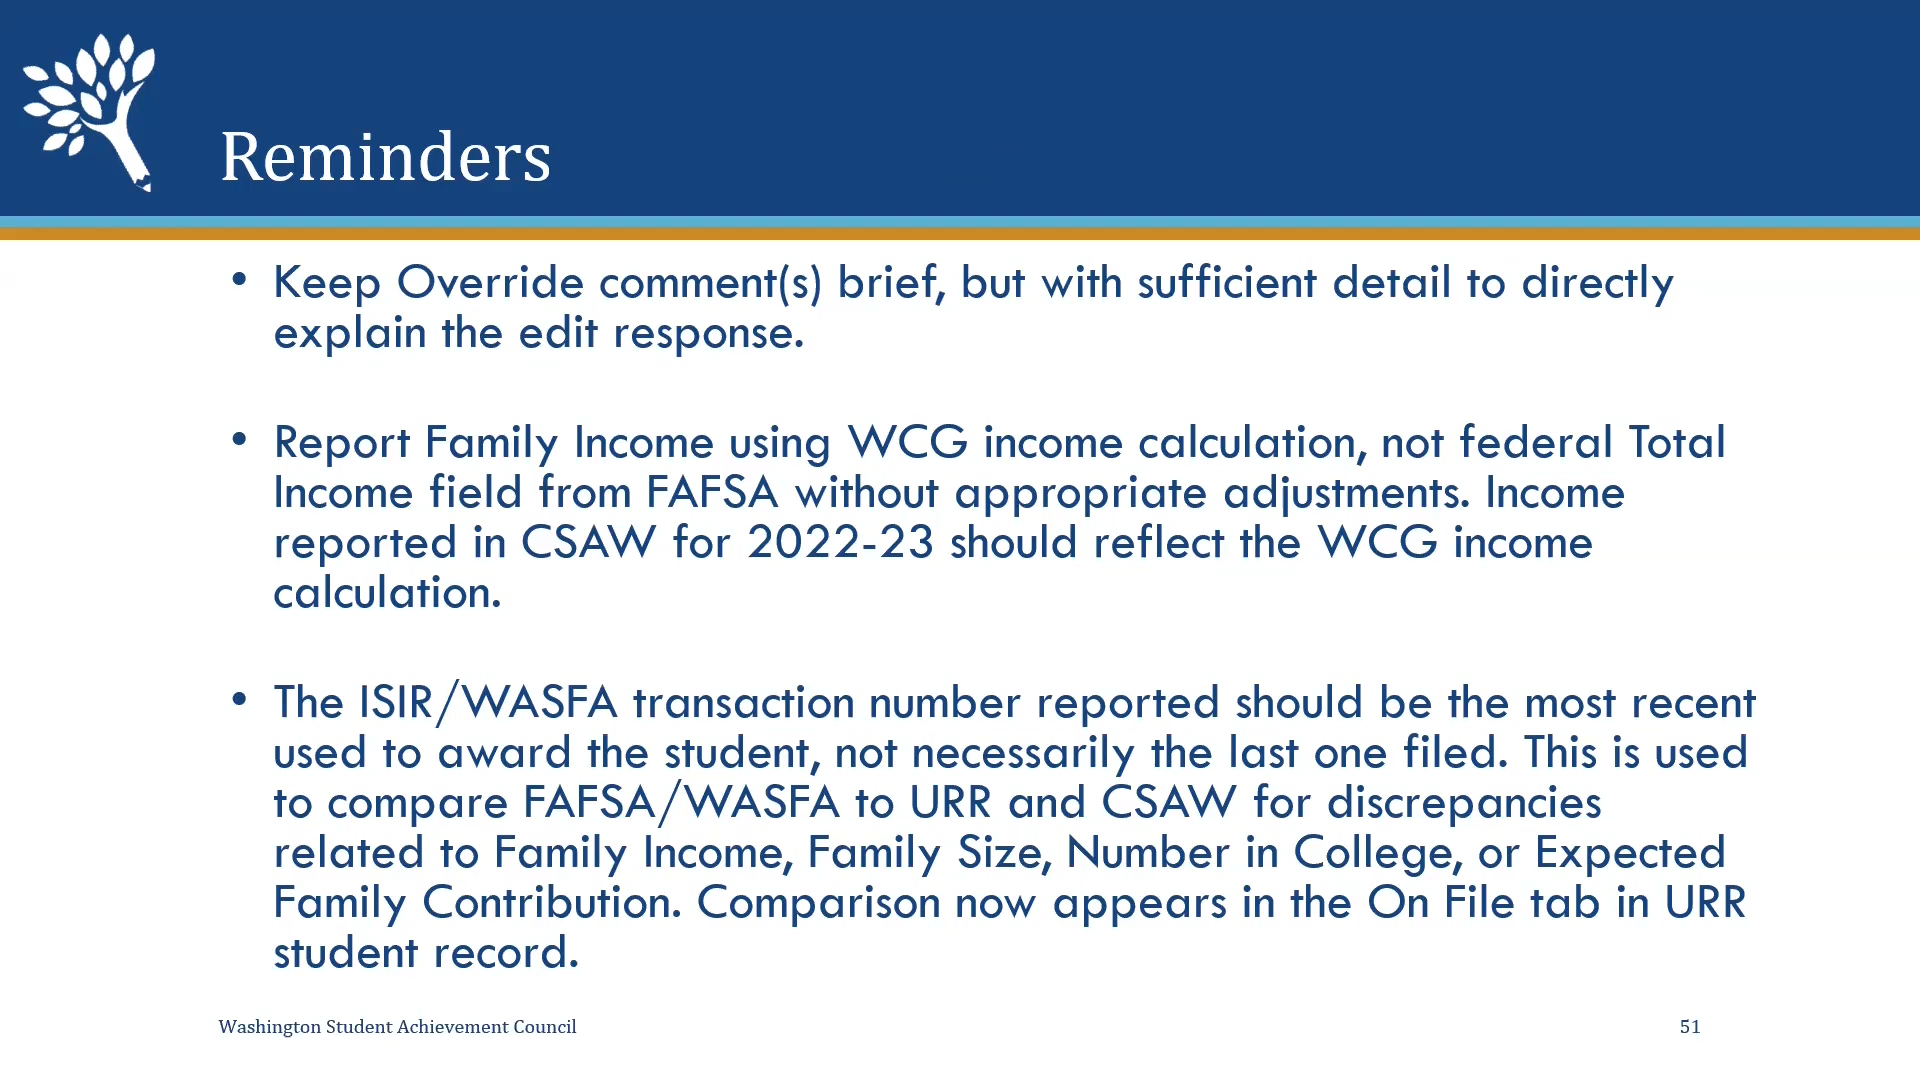 Reminders
• Keep Override comment(s) brief, but with sufficient detail to directly
explain the edit response.
• Report Family Income using WCG income calculation, not federal Total
Income field from FAFSA without appropriate adjustments. Income
reported in CSAW for 2022-23 should reflect the WCG income
calculation.
• The ISIR/WASFA transaction number reported should be the most recent
used to award the student, not necessarily the last one filed. This is used
to compare FAFSA/WASFA to URR and CSAW for discrepancies
related to Family Income, Family Size, Number in College, or Expected
Family Contribution. Comparison now appears in the On File tab in URR
student record.
Washington Student Achievement Council
51